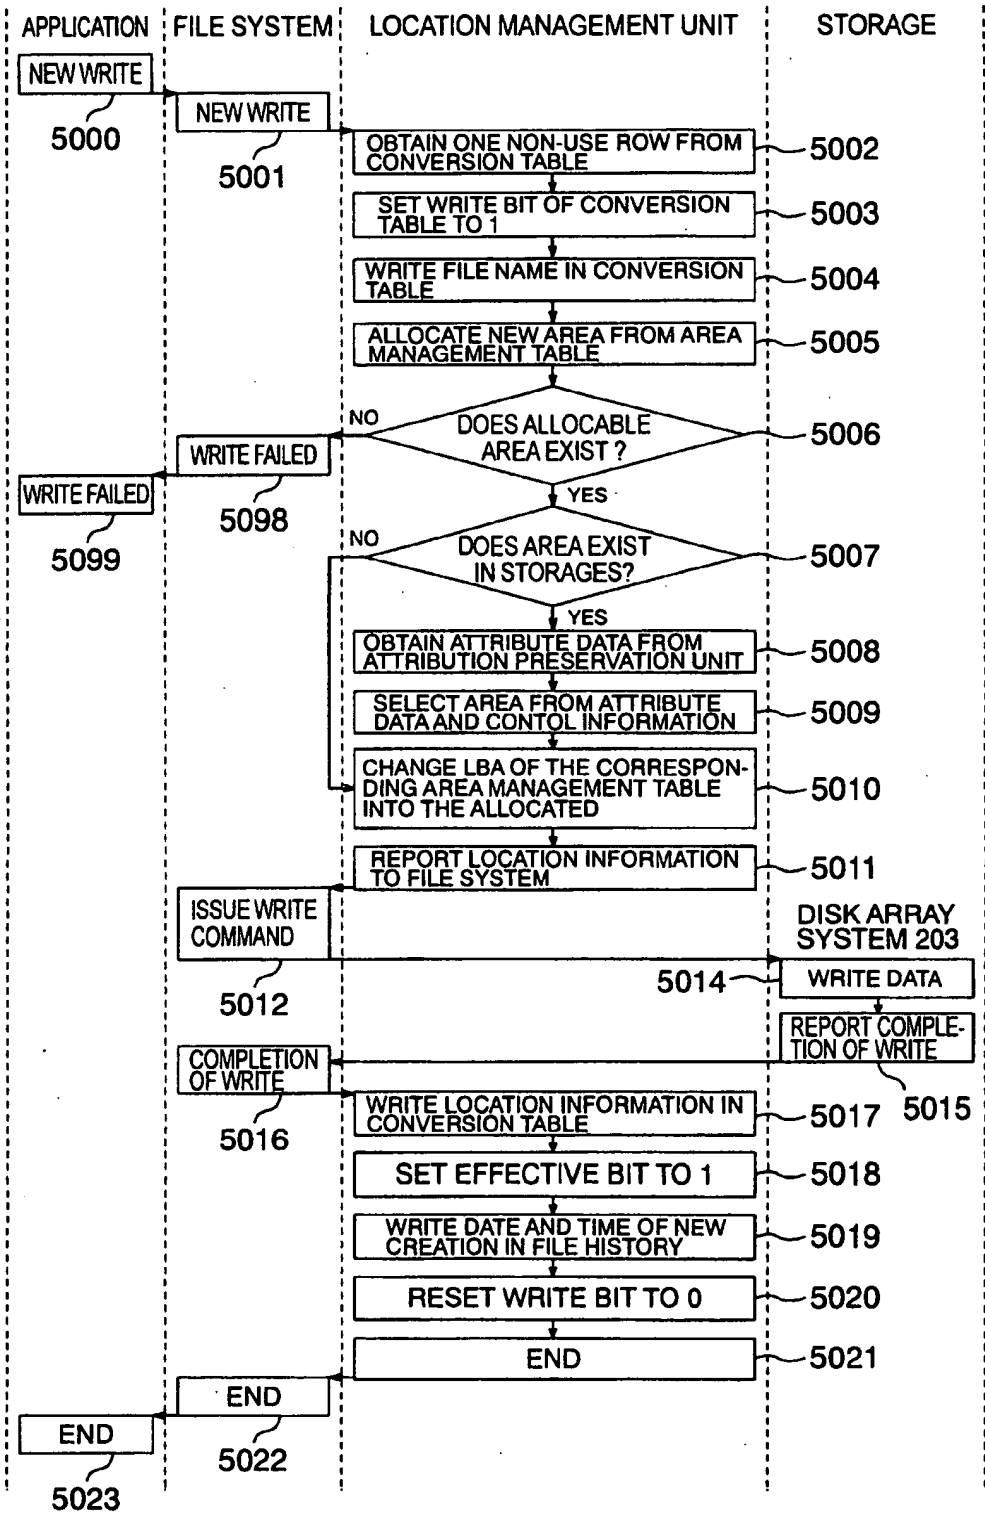 APPLICATION
FILE SYSTEM
LOCATION MANAGEMENT UNIT
STORAGE
NEW WRITE
5000
NEW WRITE
5001
OBTAIN ONE NON-USE ROW FROM
CONVERSION TABLE
5002
SET WRITE BIT OF CONVERSION
TABLE TO 1
5003
WRITE FILE NAME IN CONVERSION
TABLE
5004
ALLOCATE NEW AREA FROM AREA
MANAGEMENT TABLE
5005
DOES ALLOCABLE
AREA EXIST ?
5006
NO
YES
WRITE FAILED
5098
WRITE FAILED
5099
DOES AREA EXIST
IN STORAGES?
5007
NO
YES
OBTAIN ATTRIBUTE DATA FROM
ATTRIBUTION PRESERVATION UNIT
5008
SELECT AREA FROM ATTRIBUTE
DATA AND CONTOL INFORMATION
5009
CHANGE LBA OF THE CORRESPON-
DING AREA MANAGEMENT TABLE
INTO THE ALLOCATED
5010
REPORT LOCATION INFORMATION
TO FILE SYSTEM
5011
ISSUE WRITE
COMMAND
5012
DISK ARRAY
SYSTEM 203
5014
WRITE DATA
REPORT COMPLE-
TION OF WRITE
5015
COMPLETION
OF WRITE
5016
WRITE LOCATION INFORMATION IN
CONVERSION TABLE
5017
SET EFFECTIVE BIT TO 1
5018
WRITE DATE AND TIME OF NEW
CREATION IN FILE HISTORY
5019
RESET WRITE BIT TO 0
5020
END
5021
END
5022
END
5023